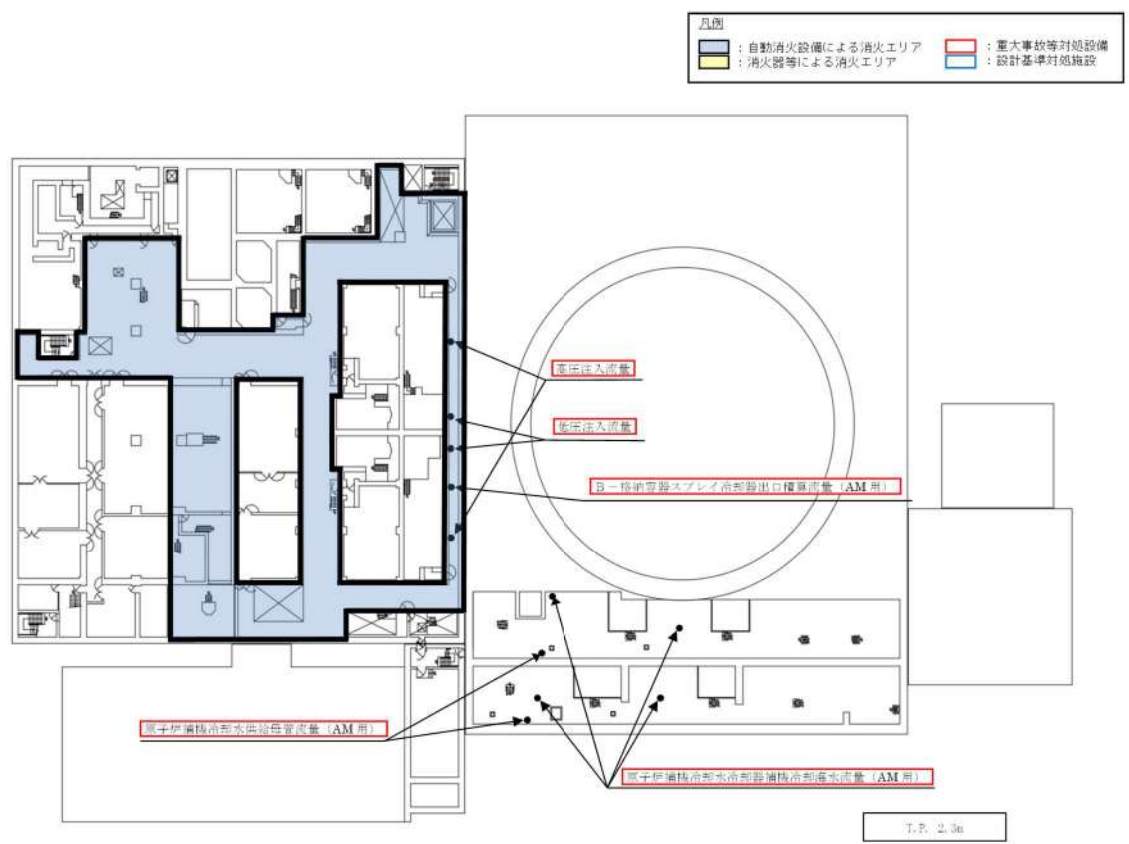 凡例
：自動消火設備による消火エリア
：重大事故等対処設備
：消火器等による消火エリア
：設計基準対処施設
高圧注入流量
低圧注入流量
B－格納容器スプレイ冷却器出口積算流量（AM用）
原子炉補機冷却水供給母管流量（AM用）
原子炉補機冷却水冷却器補機冷却海水流量（AM用）
T.P. 2.3m